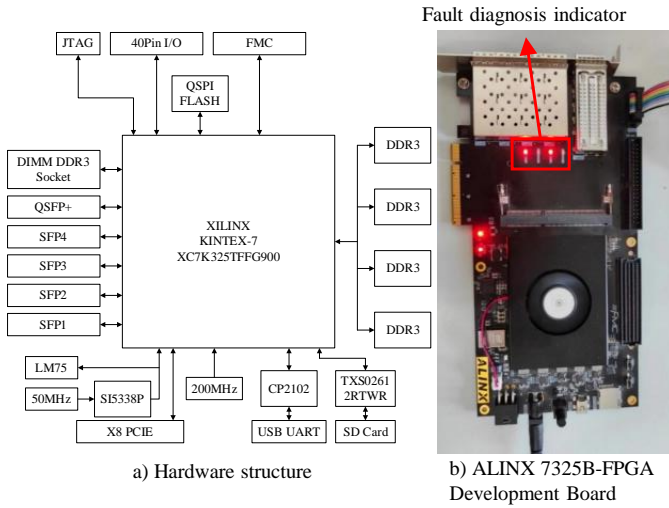 Fault diagnosis indicator
JTAG
40Pin I/O
FMC
QSPI
FLASH
DIMM DDR3
Socket
QSFP+
SFP4
SFP3
SFP2
SFP1
XILINX
KINTEX-7
XC7K325TFFG900
DDR3
DDR3
DDR3
DDR3
LM75
50MHz
SI5338P
200MHz
CP2102
TXS0261
2RTWR
X8 PCIE
USB UART
SD Card
ALINX
a) Hardware structure
b) ALINX 7325B-FPGA
Development Board